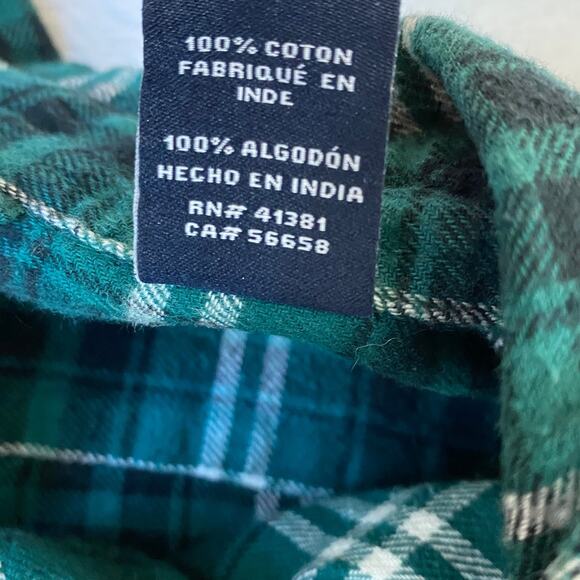 100% COTON
FABRIQUÉ EN
INDE
100% ALGODÓN
HECHO EN INDIA
RN# 41381
CA# 56658